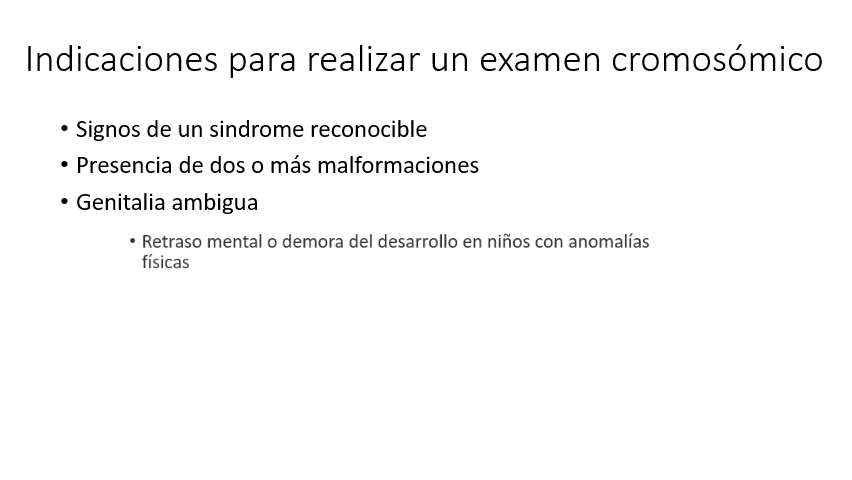 Indicaciones para realizar un examen cromosómico
• Signos de un sindrome reconocible
• Presencia de dos o más malformaciones
• Genitalia ambigua
• Retraso mental o demora del desarrollo en niños con anomalías
físicas